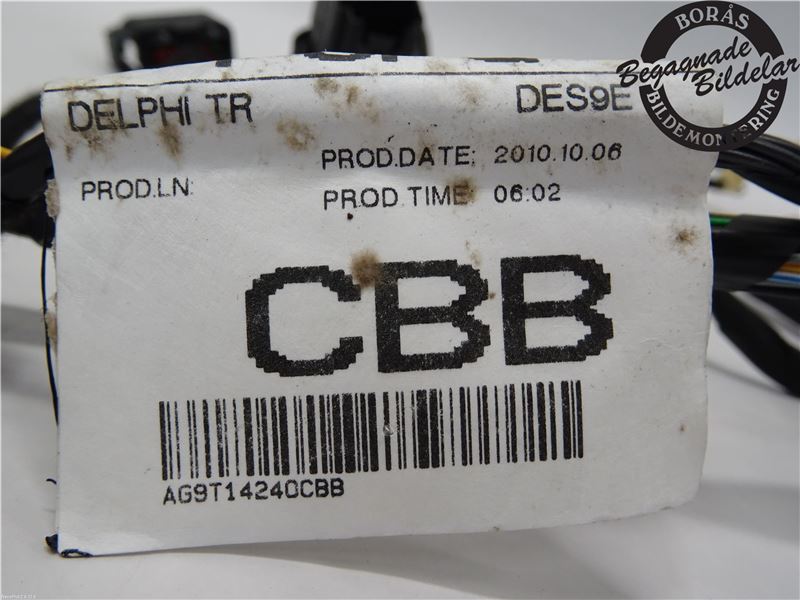 BORÅS
Begagnade
Bildelar
BILDEMONTERING
DELPHI TR
DES9E
PROD.DATE: 2010.10.06
PROD.LN:
PROD.TIME: 06:02
CBB
AG9T14240CBB